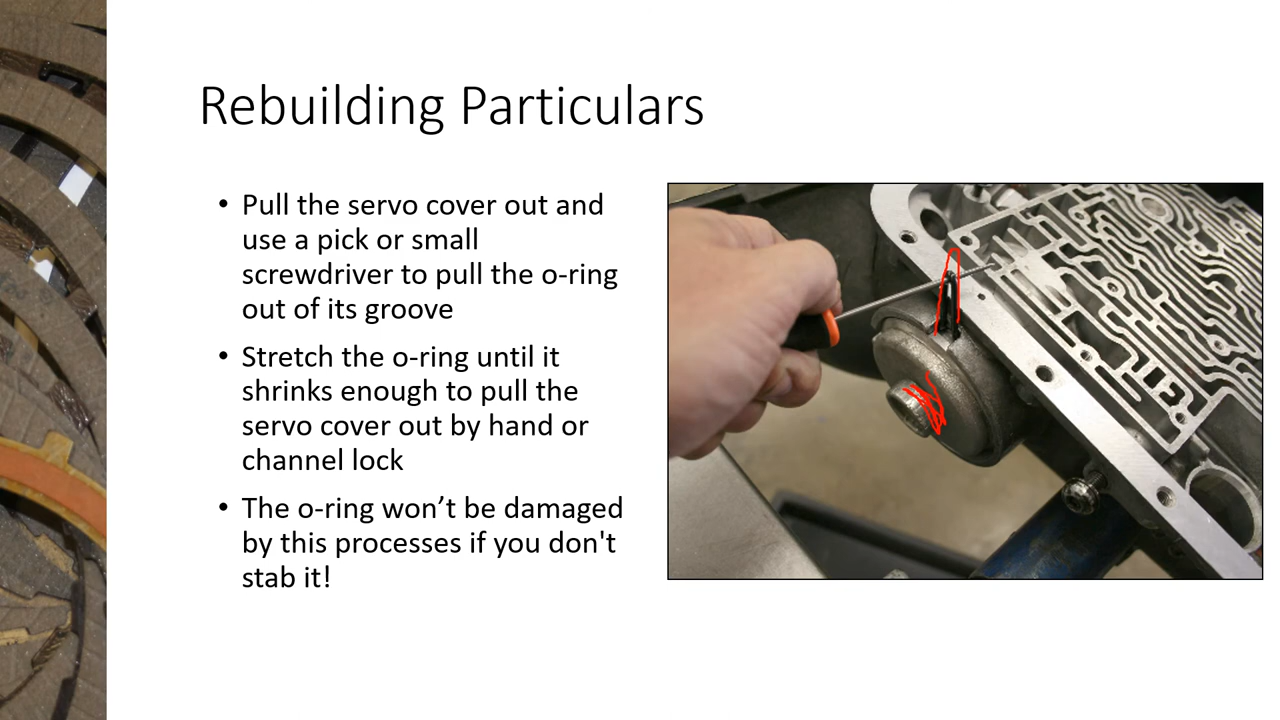 Rebuilding Particulars
• Pull the servo cover out and
use a pick or small
screwdriver to pull the o-ring
out of its groove
• Stretch the o-ring until it
shrinks enough to pull the
servo cover out by hand or
channel lock
• The o-ring won’t be damaged
by this processes if you don't
stab it!